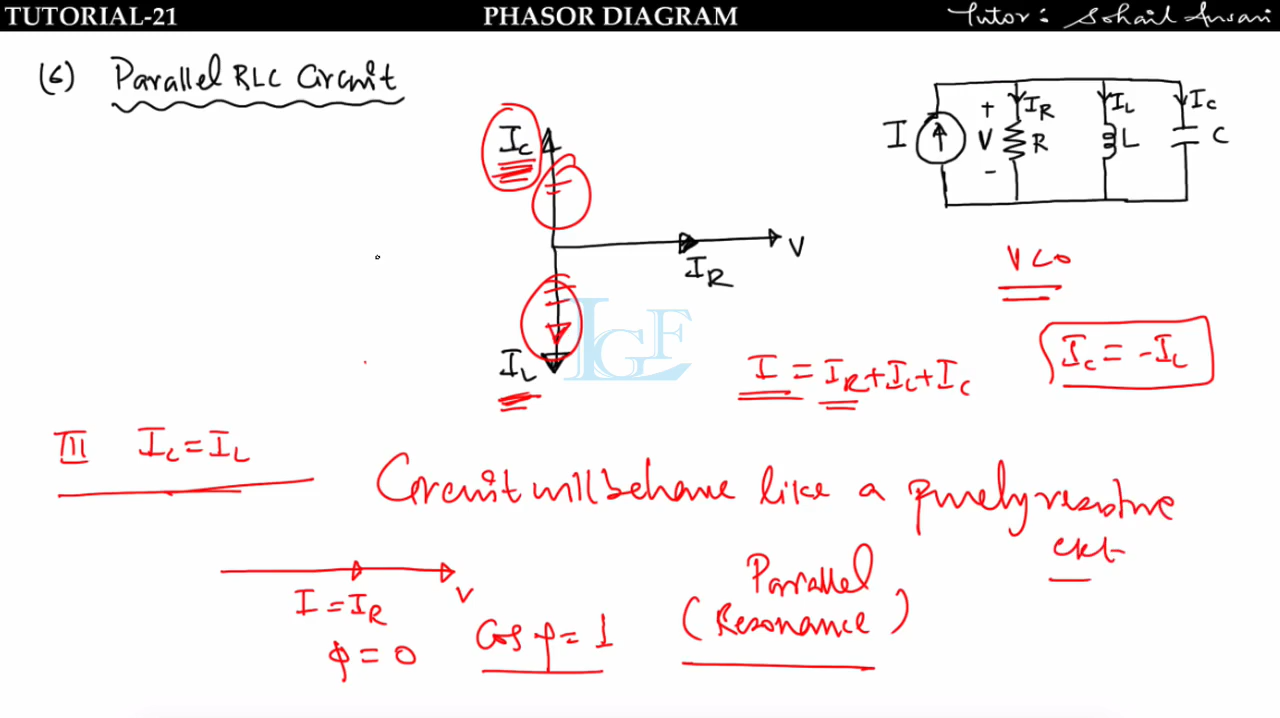 TUTORIAL-21 PHASOR DIAGRAM Tutor: Sohail Ansari
(6) Parallel RLC Circuit
I + V - IR R IL L IC C
IC
V
IR
IL
LGF
V∠0
IC = -IL
I = IR+IL+IC
III IC = IL
Circuit will behave like a purely resistive
ckt
V
I = IR
φ = 0
Cos φ = 1
Parallel
(Resonance)